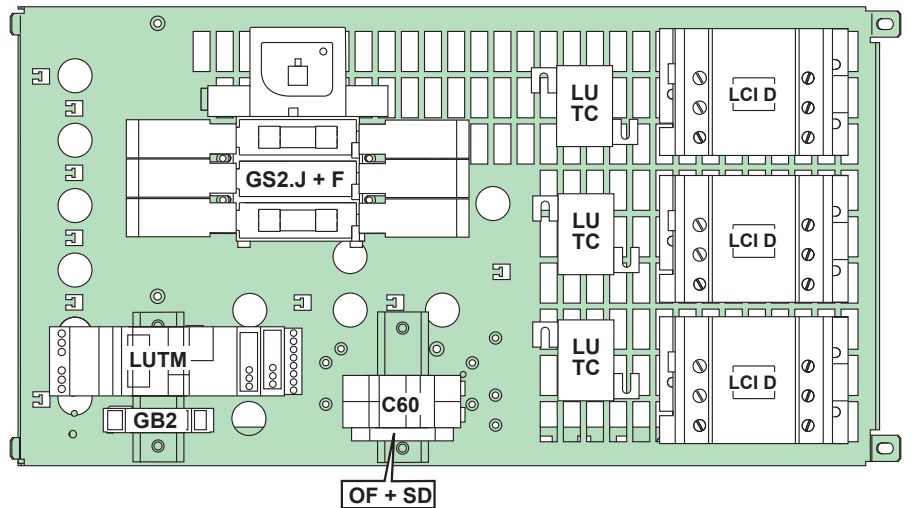 LU
TC
LCI D
GS2.J + F
LU
TC
LCI D
LUTM
LU
TC
LCI D
C60
GB2
OF + SD